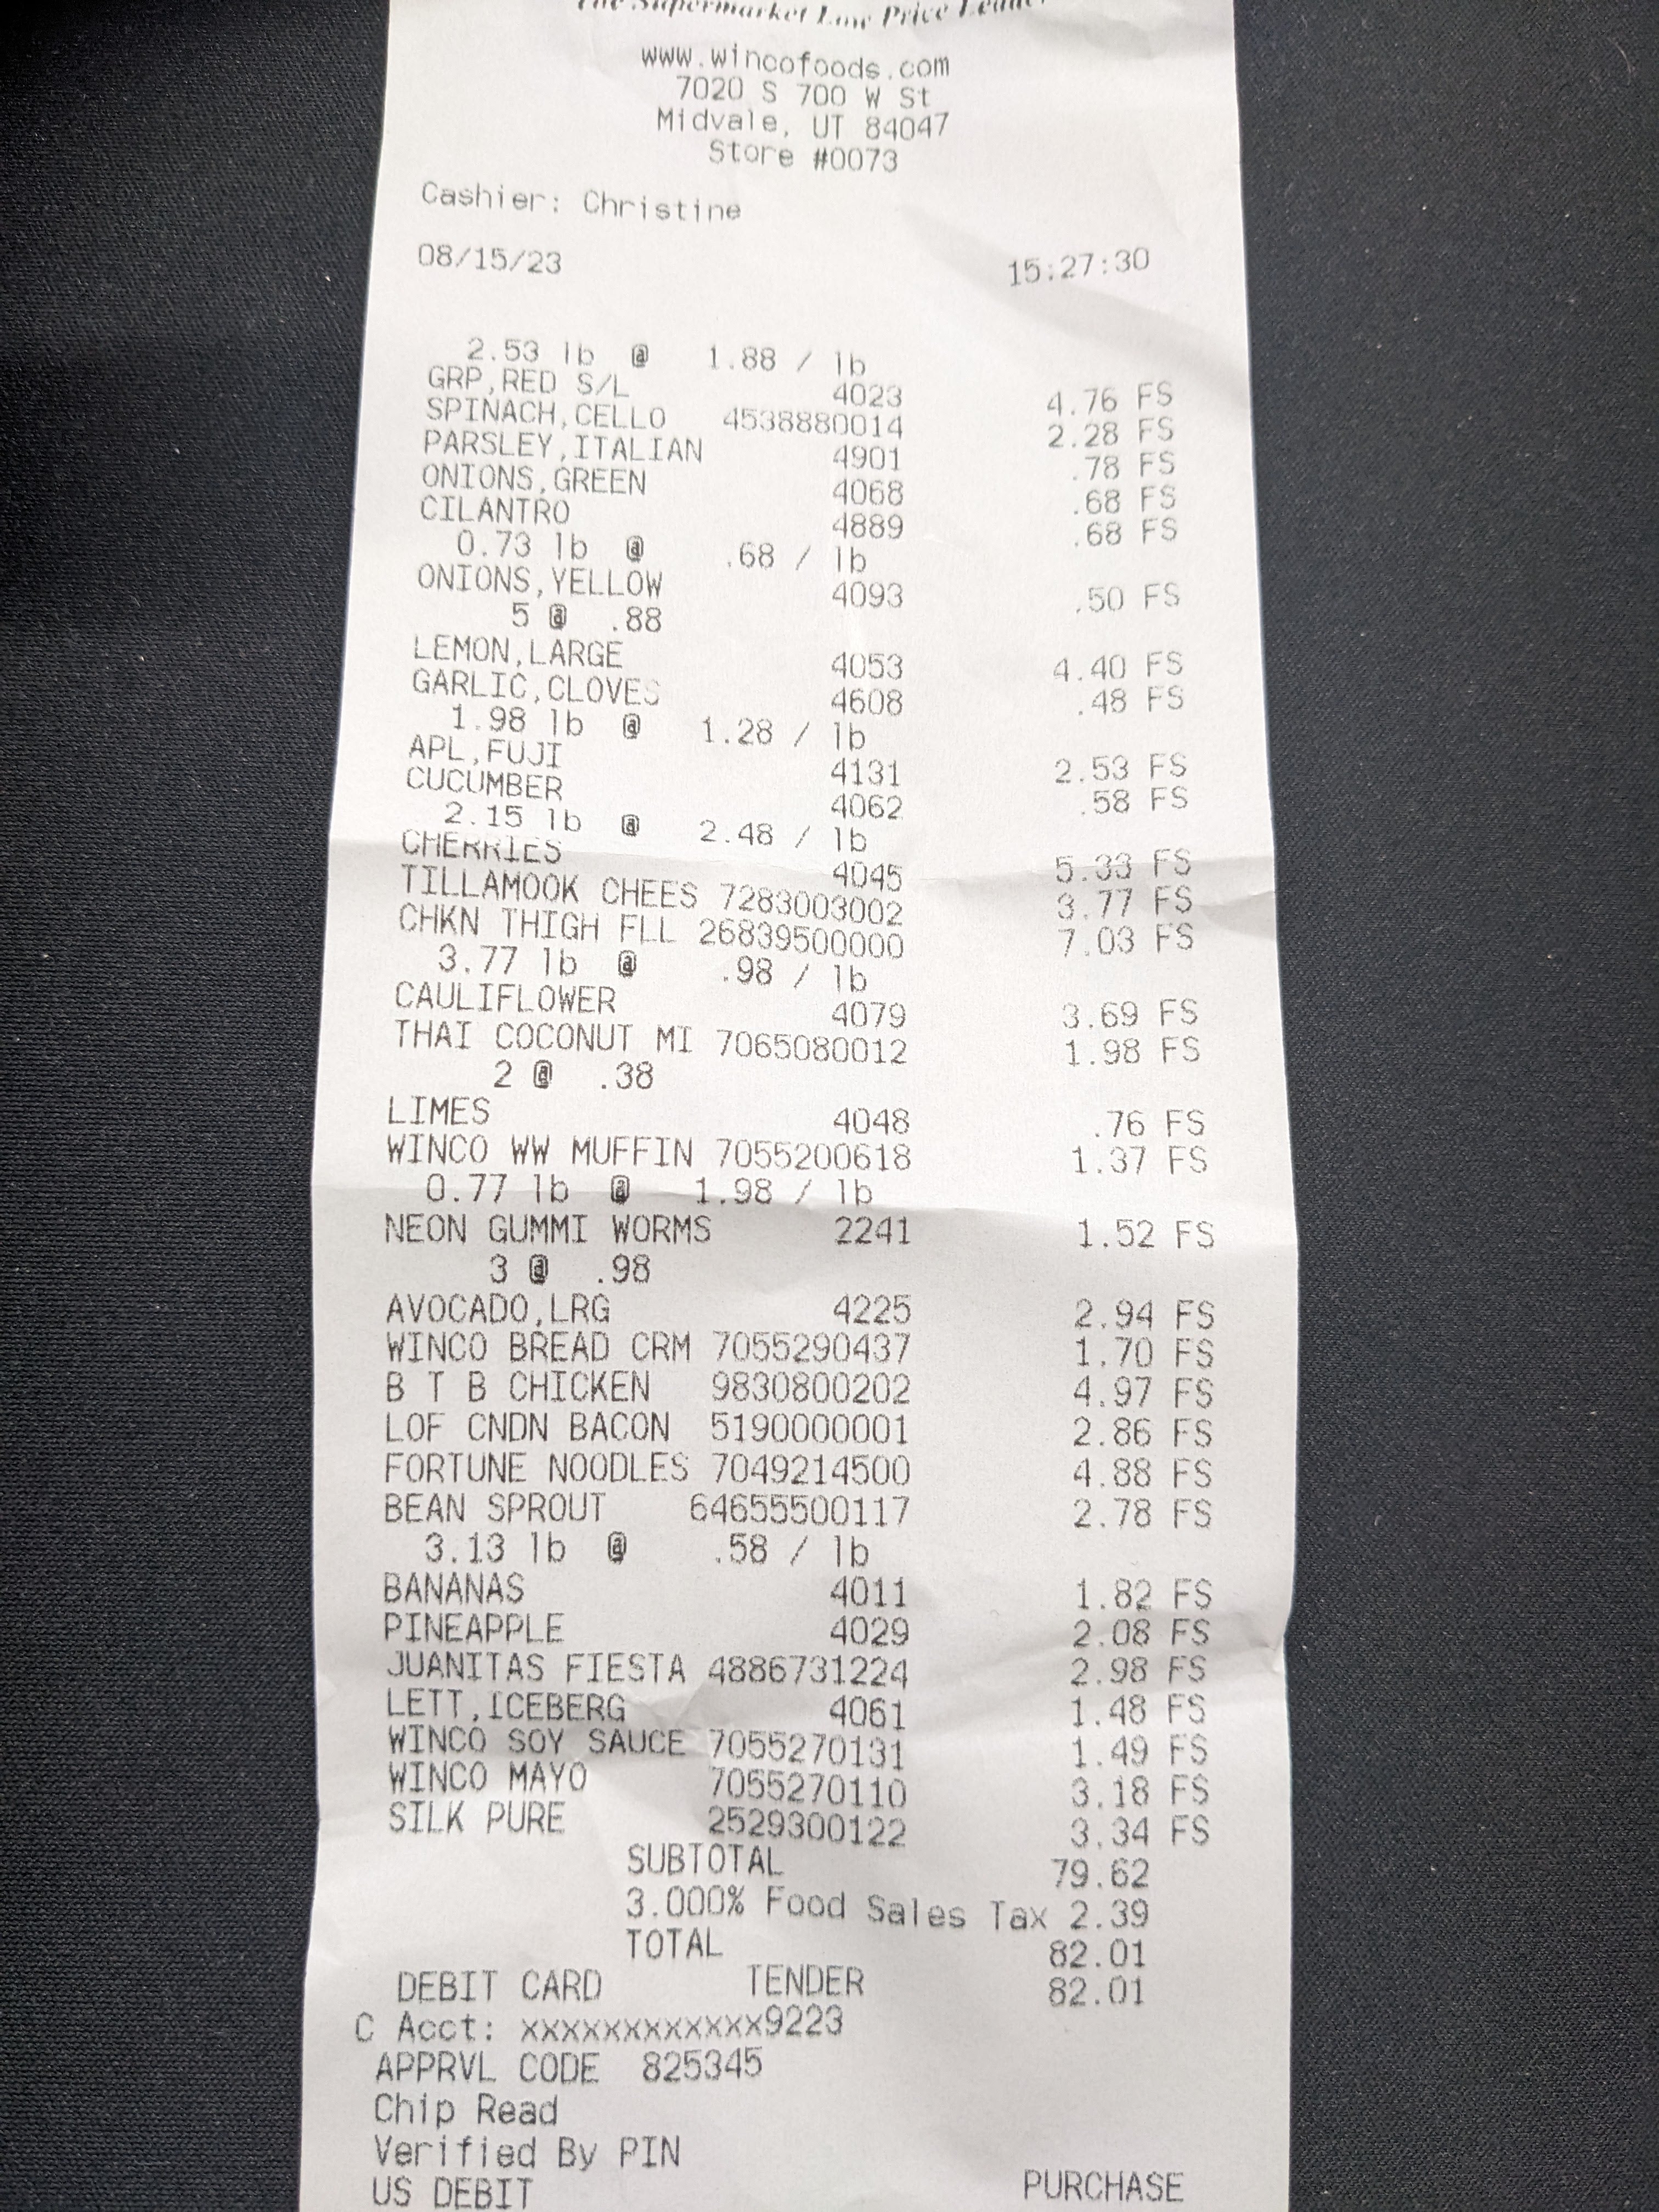 The Supermarket Low Price Leader
www.wincofoods.com
7020 S 700 W St
Midvale, UT 84047
Store #0073
Cashier: Christine
08/15/23 15:27:30
2.53 lb @ 1.88 / lb
GRP,RED S/L 4023 4.76 FS
SPINACH,CELLO 4538880014 2.28 FS
PARSLEY,ITALIAN 4901 .78 FS
ONIONS,GREEN 4068 .68 FS
CILANTRO 4889 .68 FS
0.73 lb @ .68 / lb
ONIONS,YELLOW 4093 .50 FS
5 @ .88
LEMON,LARGE 4053 4.40 FS
GARLIC,CLOVES 4608 .48 FS
1.98 lb @ 1.28 / lb
APL,FUJI 4131 2.53 FS
CUCUMBER 4062 .58 FS
2.15 lb @ 2.48 / lb
CHERRIES 4045 5.33 FS
TILLAMOOK CHEES 7283003002 3.77 FS
CHKN THIGH FLL 26839500000 7.03 FS
3.77 lb @ .98 / lb
CAULIFLOWER 4079 3.69 FS
THAI COCONUT MI 7065080012 1.98 FS
2 @ .38
LIMES 4048 .76 FS
WINCO WW MUFFIN 7055200618 1.37 FS
0.77 lb @ 1.98 / lb
NEON GUMMI WORMS 2241 1.52 FS
3 @ .98
AVOCADO,LRG 4225 2.94 FS
WINCO BREAD CRM 7055290437 1.70 FS
B T B CHICKEN 9830800202 4.97 FS
LOF CNDN BACON 5190000001 2.86 FS
FORTUNE NOODLES 7049214500 4.88 FS
BEAN SPROUT 64655500117 2.78 FS
3.13 lb @ .58 / lb
BANANAS 4011 1.82 FS
PINEAPPLE 4029 2.08 FS
JUANITAS FIESTA 4886731224 2.98 FS
LETT,ICEBERG 4061 1.48 FS
WINCO SOY SAUCE 7055270131 1.49 FS
WINCO MAYO 7055270110 3.18 FS
SILK PURE 2529300122 3.34 FS
SUBTOTAL 79.62
3.000% Food Sales Tax 2.39
TOTAL 82.01
DEBIT CARD TENDER 82.01
C Acct: xxxxxxxxxxxx9223
APPRVL CODE 825345
Chip Read
Verified By PIN
US DEBIT PURCHASE